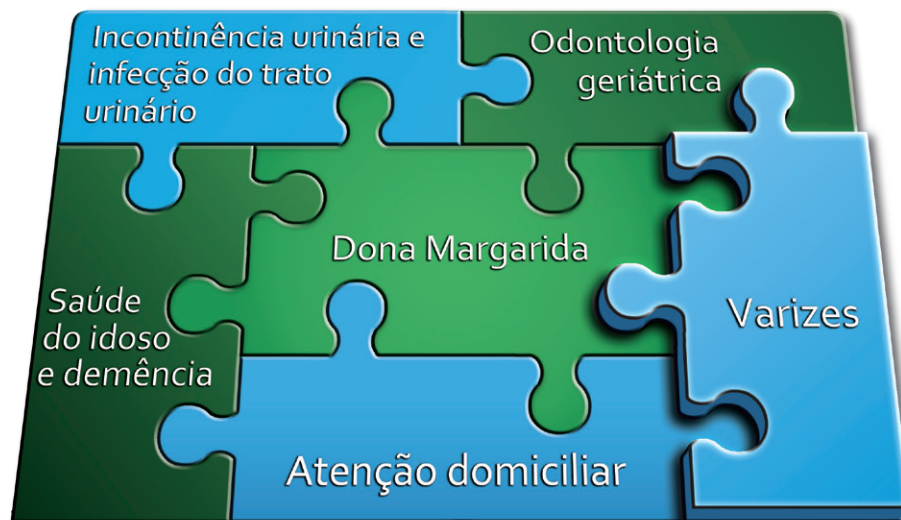 Incontinência urinária e
infecção do trato
urinário
Odontologia
geriátrica
Dona Margarida
Saúde
do idoso
e demência
Varizes
Atenção domiciliar